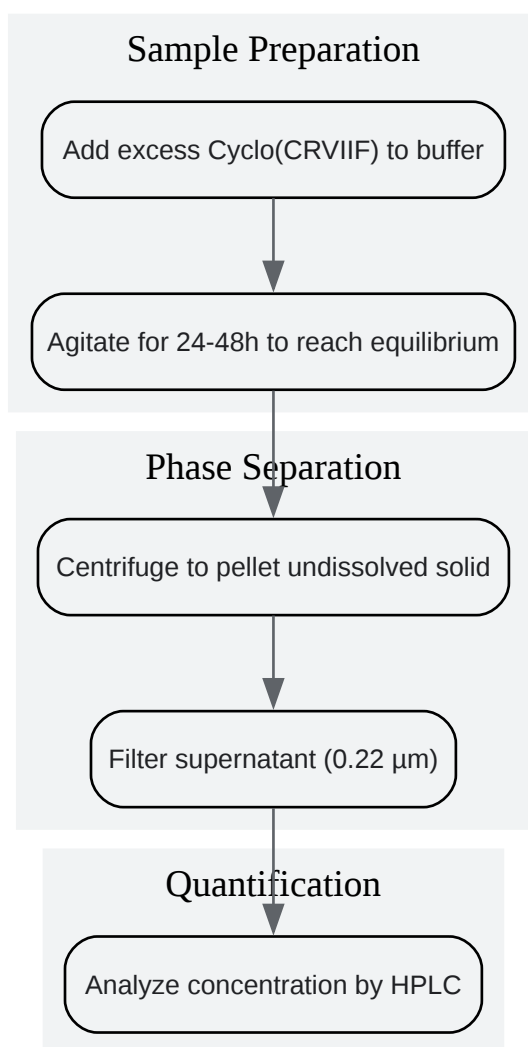 Sample Preparation
Add excess Cyclo(CRVIIF) to buffer
Agitate for 24-48h to reach equilibrium
Phase Separation
Centrifuge to pellet undissolved solid
Filter supernatant (0.22 µm)
Quantification
Analyze concentration by HPLC